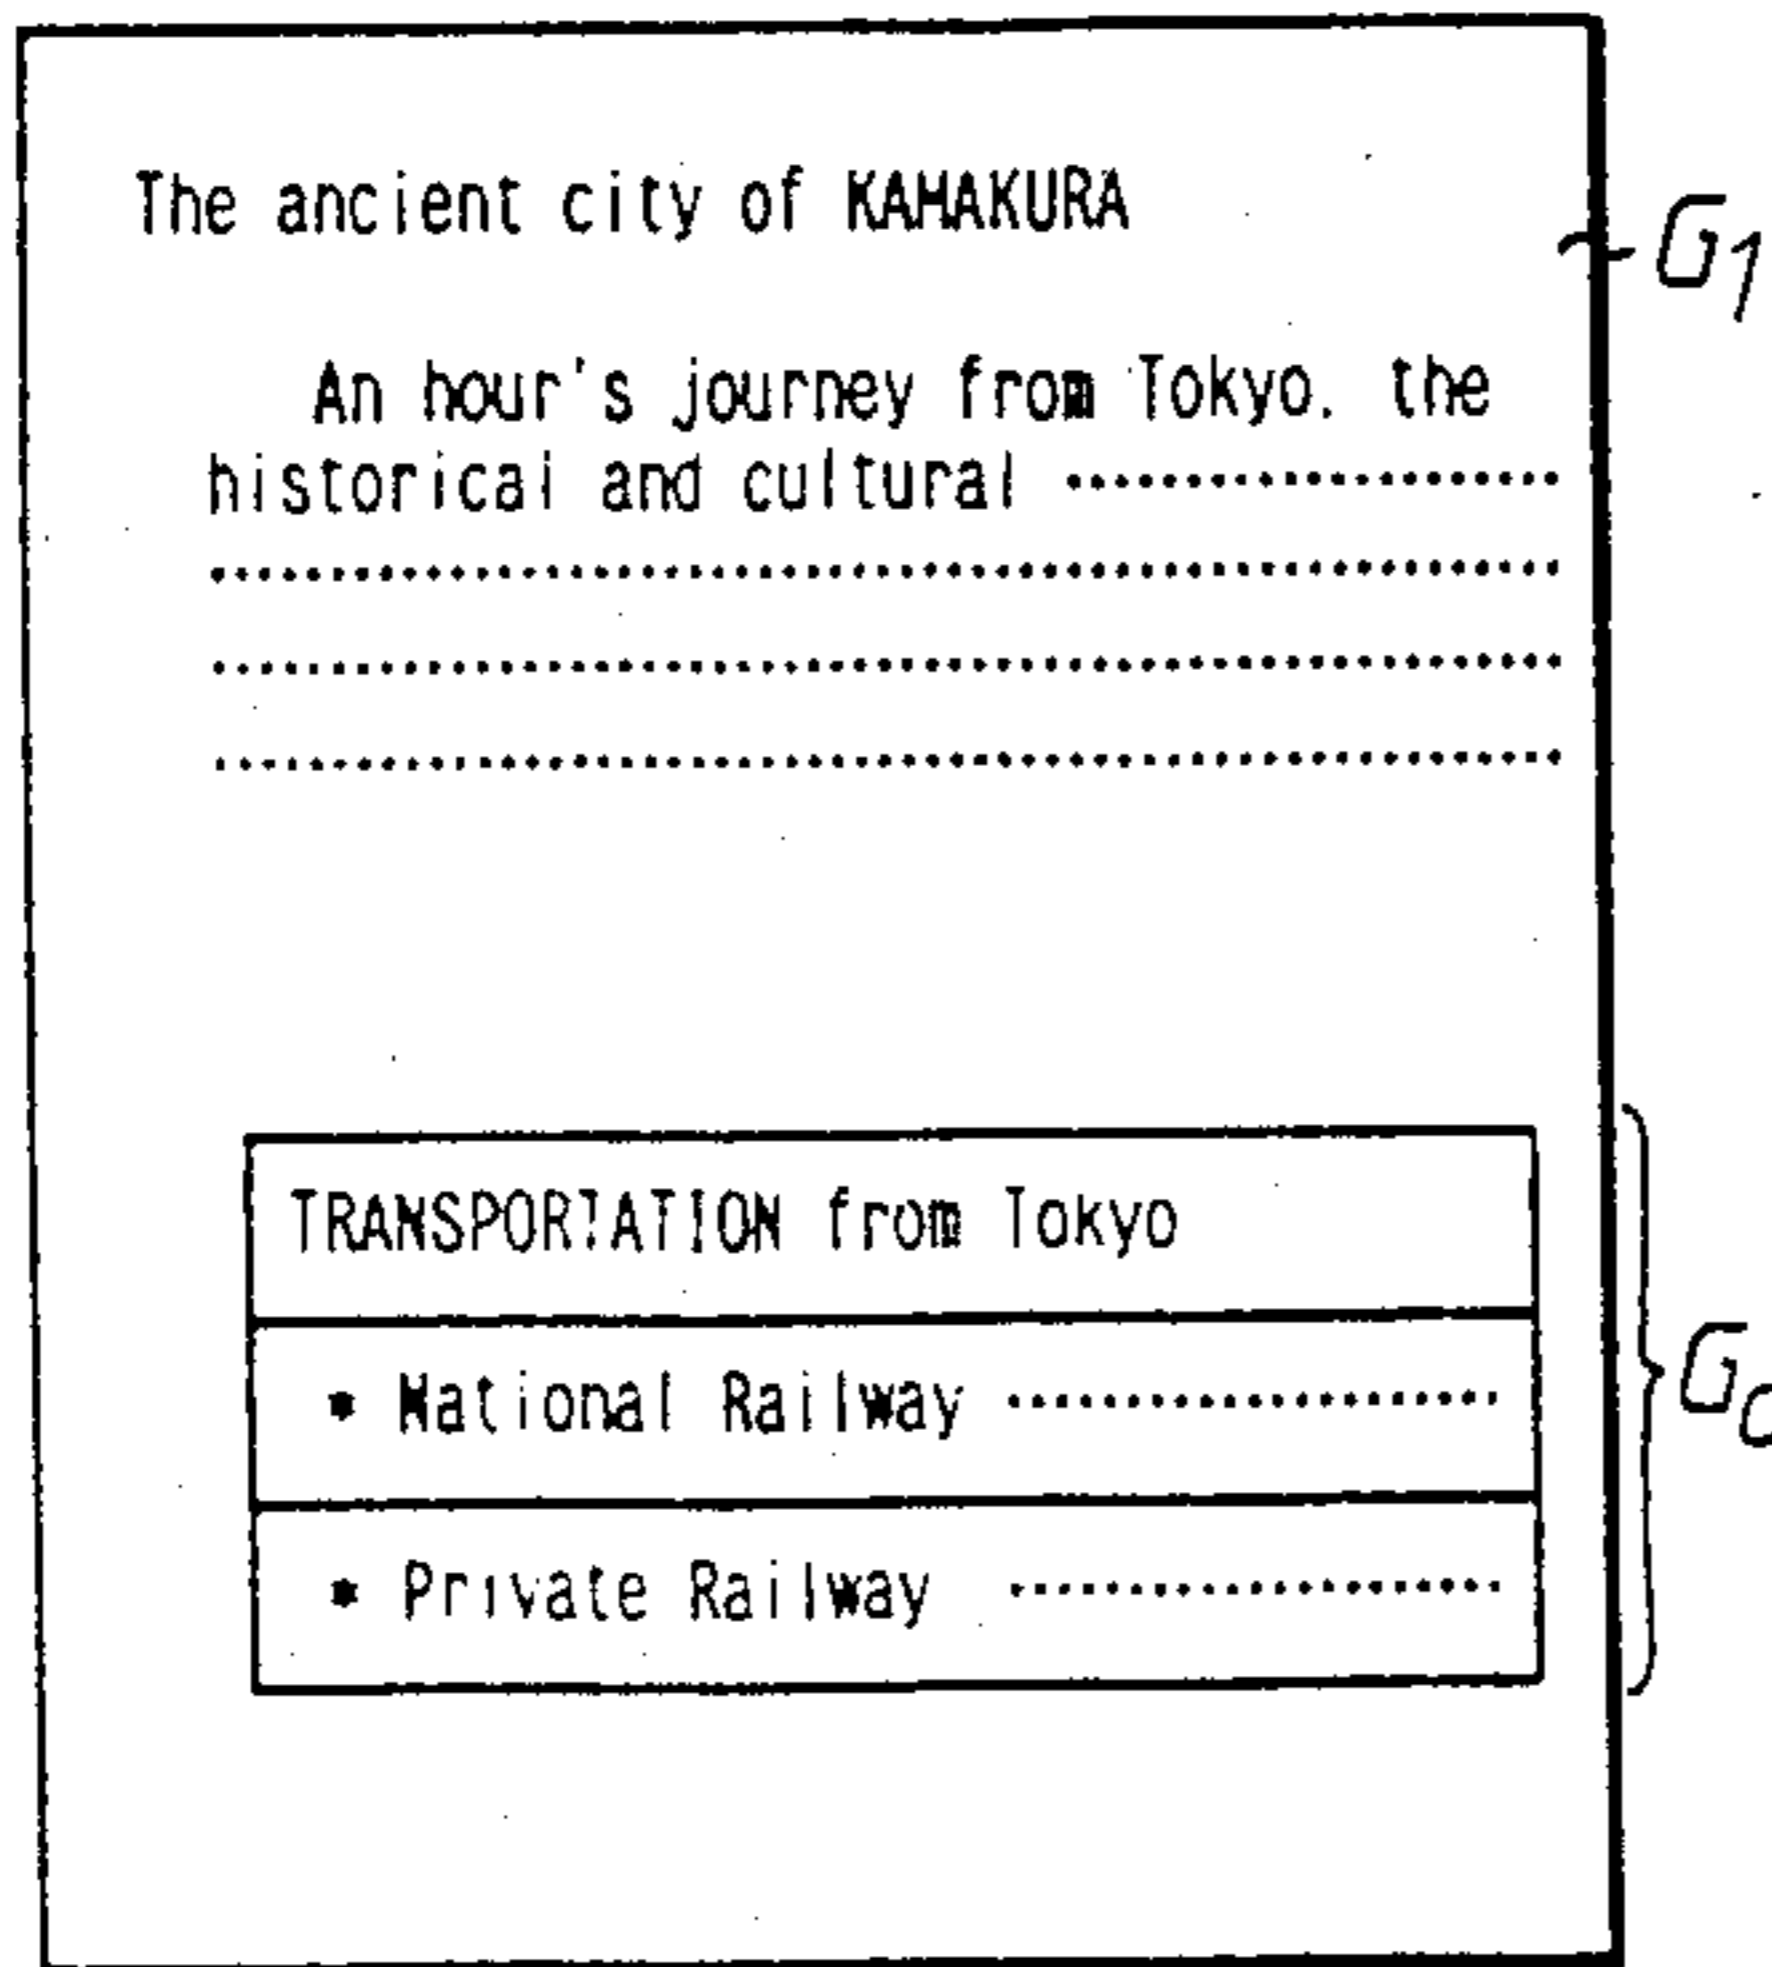 The ancient city of KAHAKURA
G1
An hour's journey from Tokyo. the
historical and cultural ....................
........................................................
........................................................
........................................................
TRANSPORTATION from Tokyo
• National Railway .....................
• Private Railway .....................